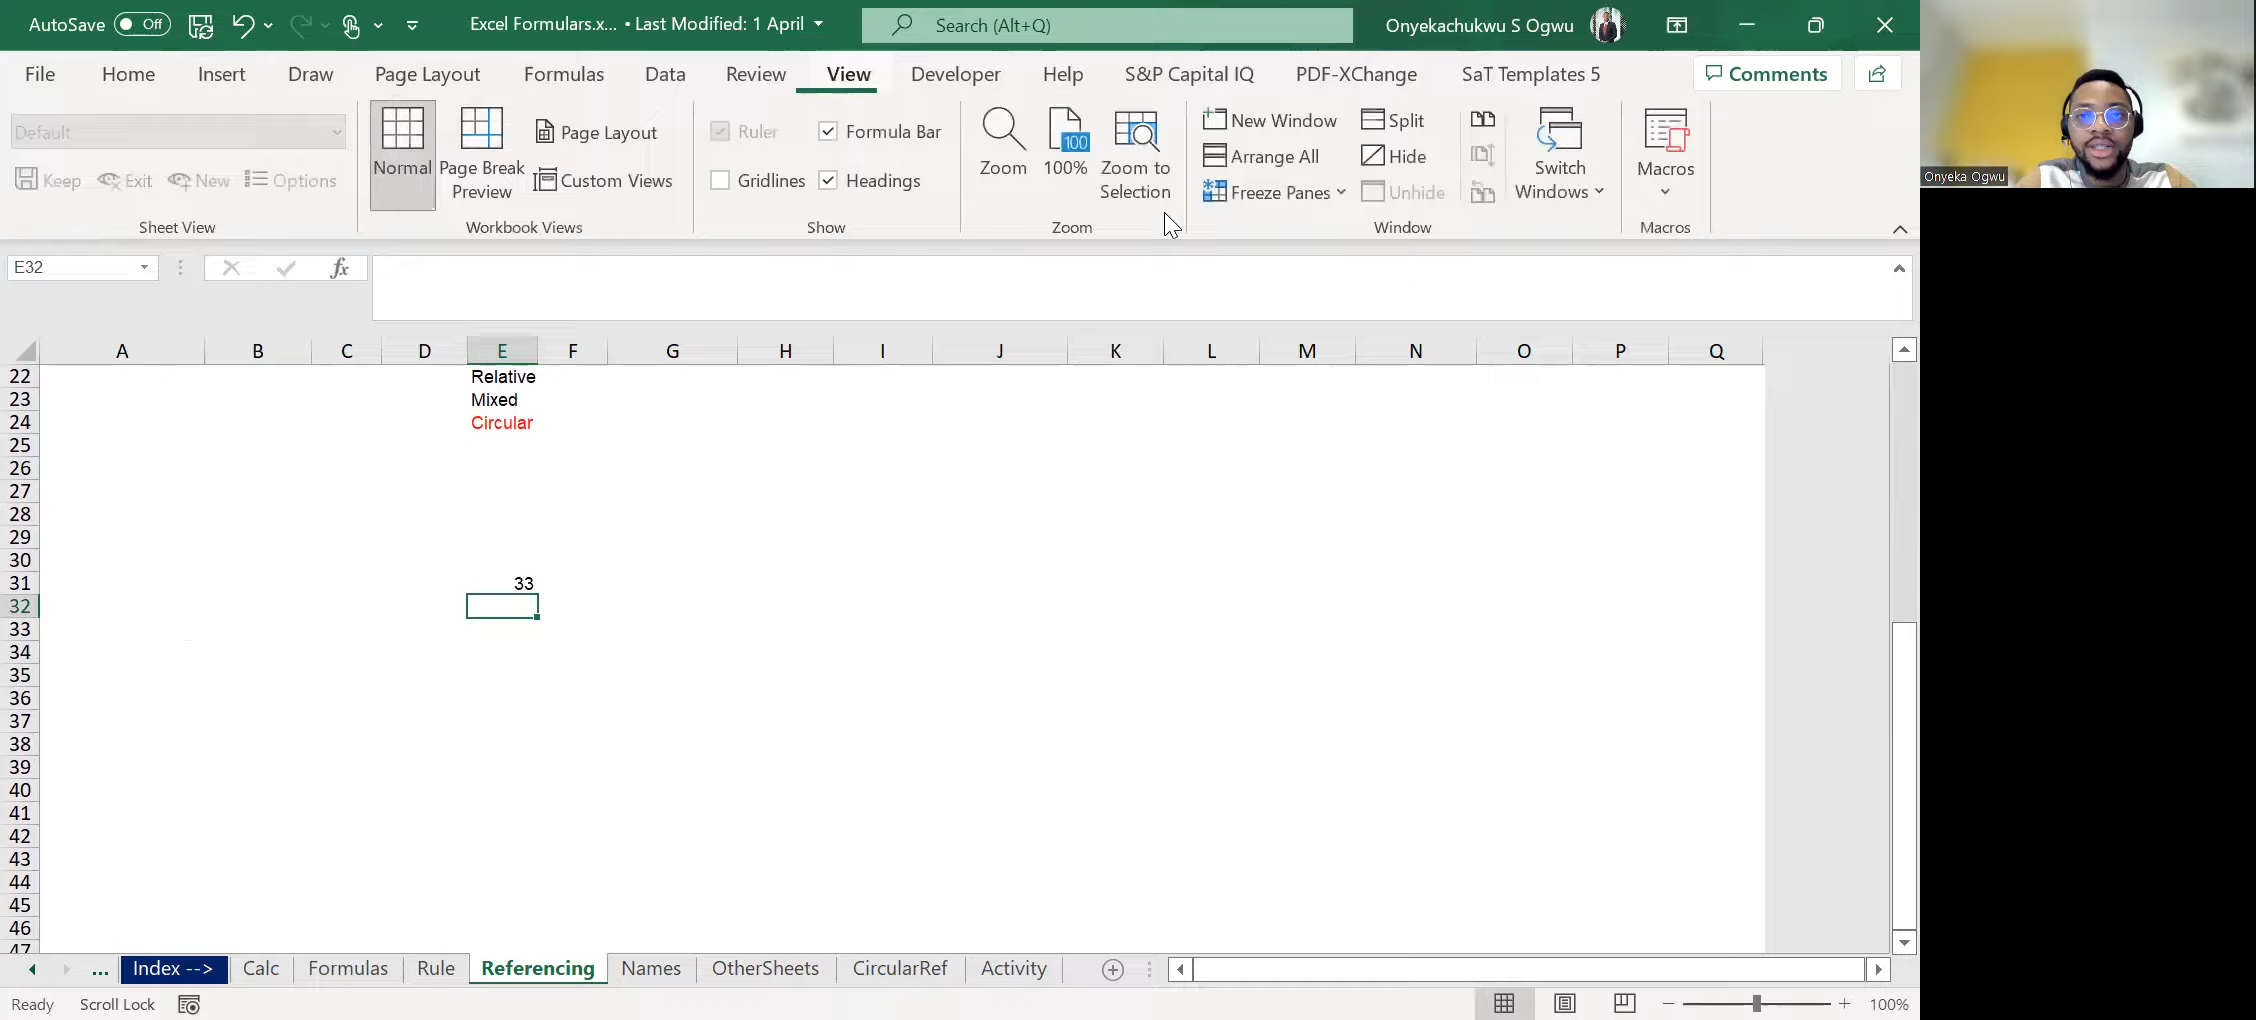 AutoSave Off Excel Formulars.x... • Last Modified: 1 April Search (Alt+Q) Onyekachukwu S Ogwu
File Home Insert Draw Page Layout Formulas Data Review View Developer Help S&P Capital IQ PDF-XChange SaT Templates 5 Comments
Default
Keep Exit New Options
Sheet View
Normal
Page Break
Preview
Page Layout
Custom Views
Workbook Views
Ruler Formula Bar
Gridlines Headings
Show
Zoom
100
100%
Zoom to
Selection
Zoom
New Window
Arrange All
Freeze Panes
Split
Hide
Unhide
Switch
Windows
Window
Macros
Macros
Onyeka Ogwu
E32
fx
A B C D E F G H I J K L M N O P Q
22 Relative
23 Mixed
24 Circular
25
26
27
28
29
30
31 33
32
33
34
35
36
37
38
39
40
41
42
43
44
45
46
47
... Index --> Calc Formulas Rule Referencing Names OtherSheets CircularRef Activity
Ready Scroll Lock 100%